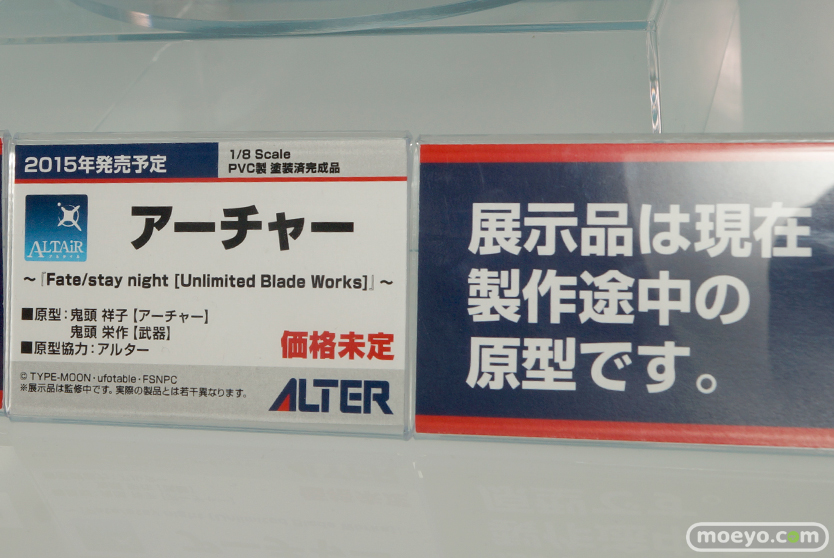 2015年発売予定
1/8 Scale
PVC製 塗装済完成品
ALTAiR
アーチャー
～『Fate/stay night [Unlimited Blade Works]』～
■原型：鬼頭 祥子【アーチャー】
鬼頭 栄作【武器】
■原型協力：アルター
価格未定
© TYPE-MOON・ufotable・FSNPC
※展示品は監修中です。実際の製品とは若干異なります。
ALTER
展示品は現在
製作途中の
原型です。
moeyo.com